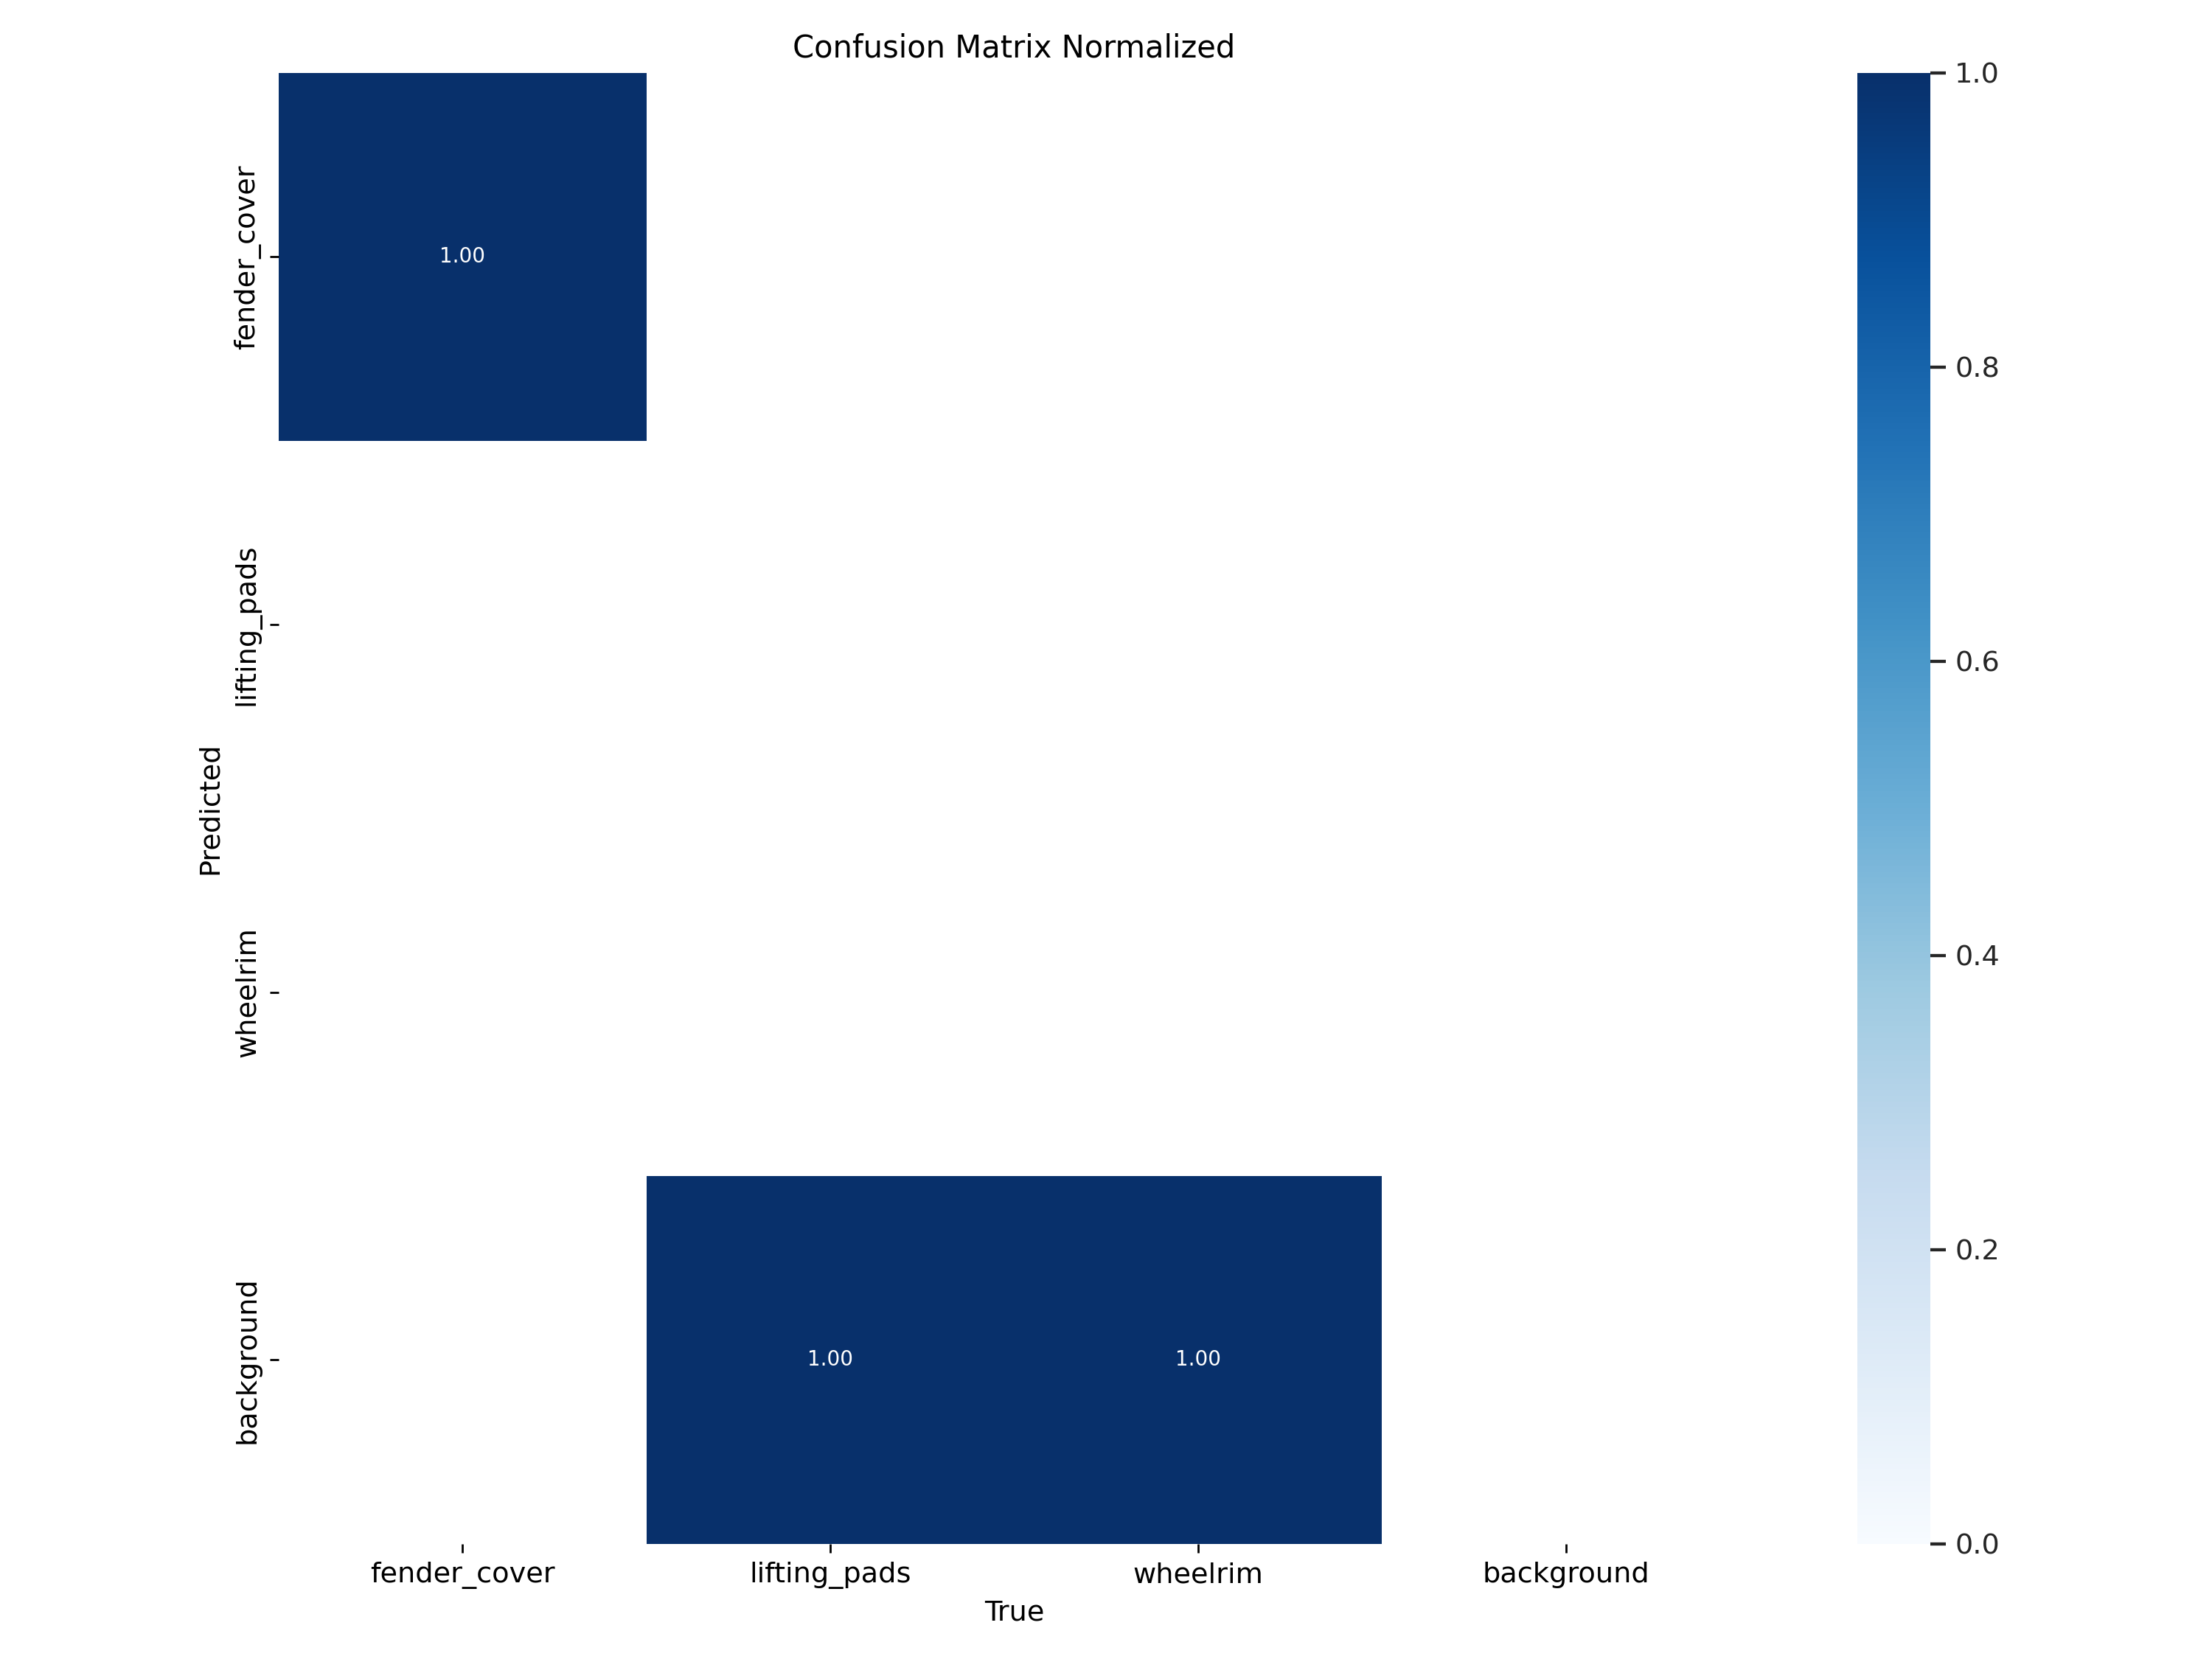 Confusion Matrix Normalized
fender_cover
lifting_pads
wheelrim
background
Predicted
1.00
1.00
1.00
fender_cover
lifting_pads
wheelrim
background
True
1.0
0.8
0.6
0.4
0.2
0.0